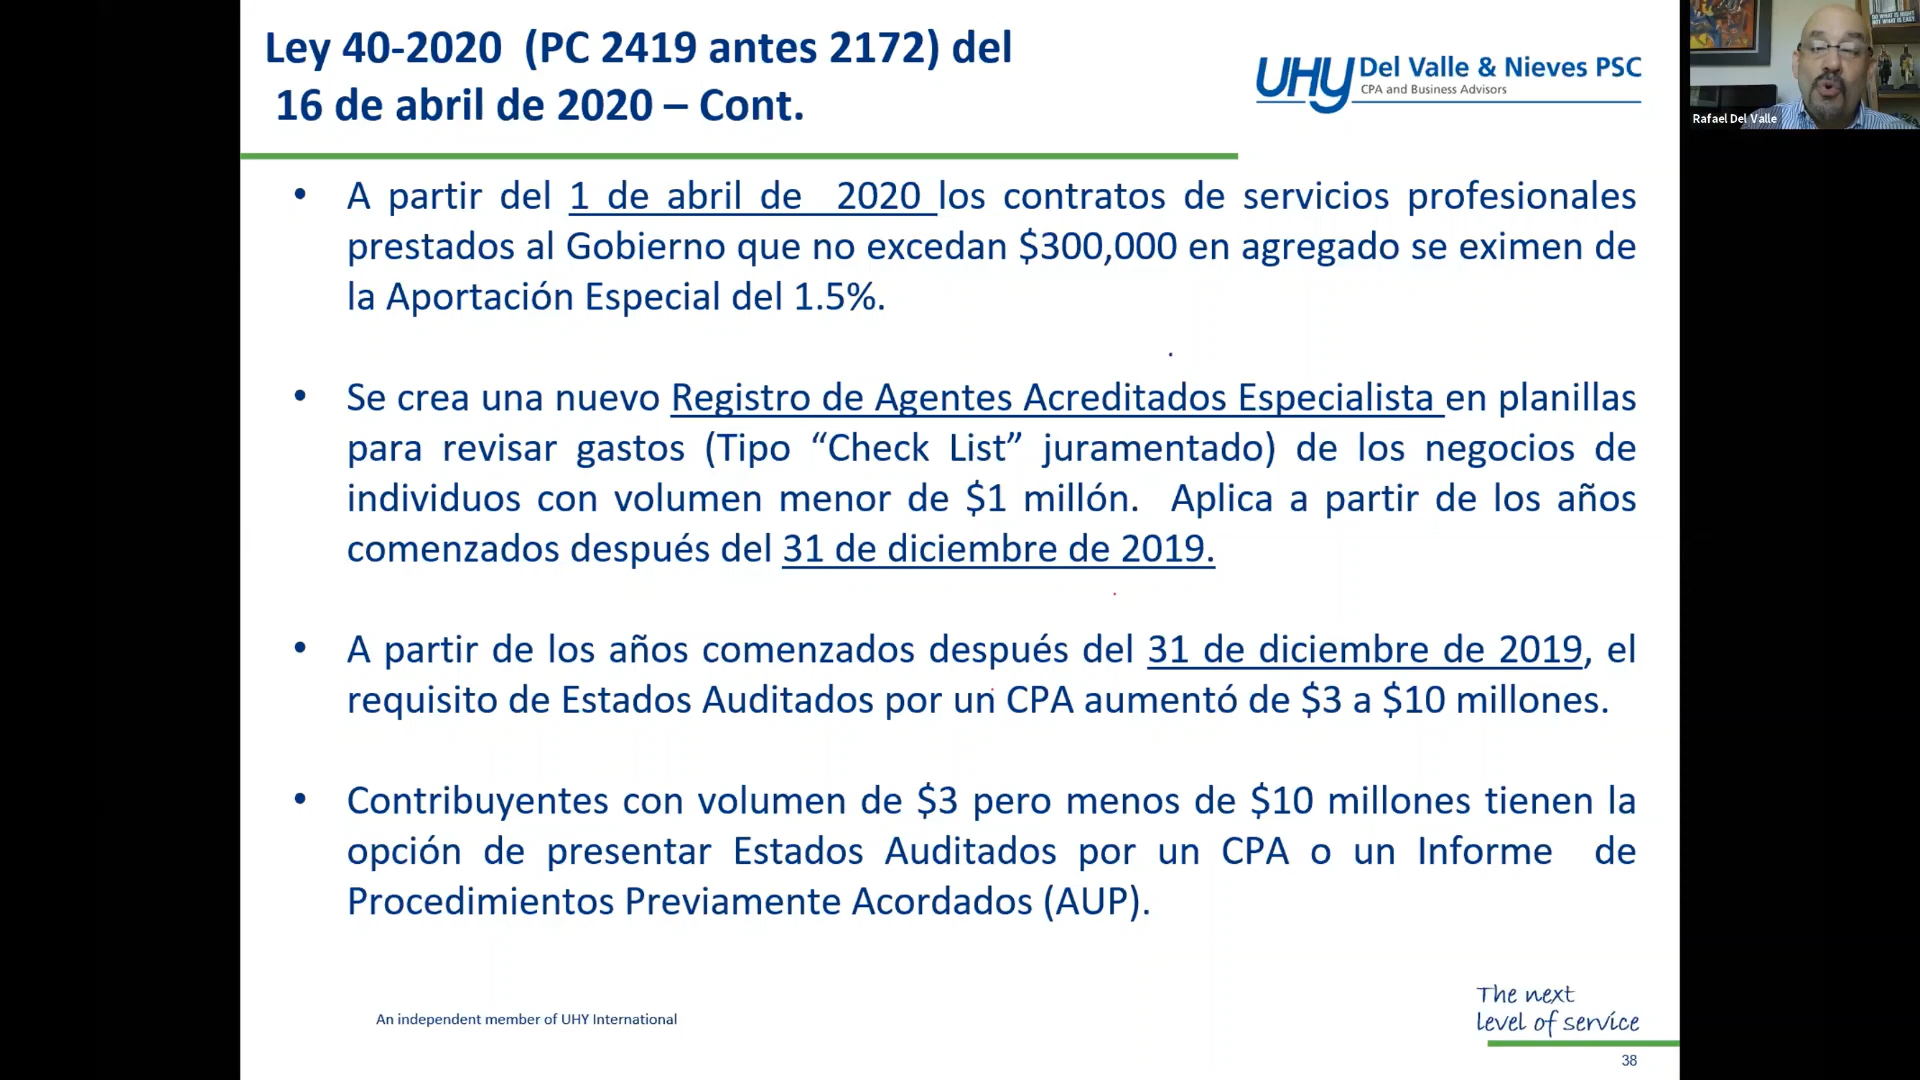 Ley 40-2020 (PC 2419 antes 2172) del
16 de abril de 2020 – Cont.
UHY Del Valle & Nieves PSC
CPA and Business Advisors
DO WHAT IS RIGHT
NOT WHAT IS EASY
Rafael Del Valle
• A partir del 1 de abril de 2020 los contratos de servicios profesionales
prestados al Gobierno que no excedan $300,000 en agregado se eximen de
la Aportación Especial del 1.5%.
• Se crea una nuevo Registro de Agentes Acreditados Especialista en planillas
para revisar gastos (Tipo “Check List” juramentado) de los negocios de
individuos con volumen menor de $1 millón. Aplica a partir de los años
comenzados después del 31 de diciembre de 2019.
• A partir de los años comenzados después del 31 de diciembre de 2019, el
requisito de Estados Auditados por un CPA aumentó de $3 a $10 millones.
• Contribuyentes con volumen de $3 pero menos de $10 millones tienen la
opción de presentar Estados Auditados por un CPA o un Informe de
Procedimientos Previamente Acordados (AUP).
An independent member of UHY International
The next
level of service
38